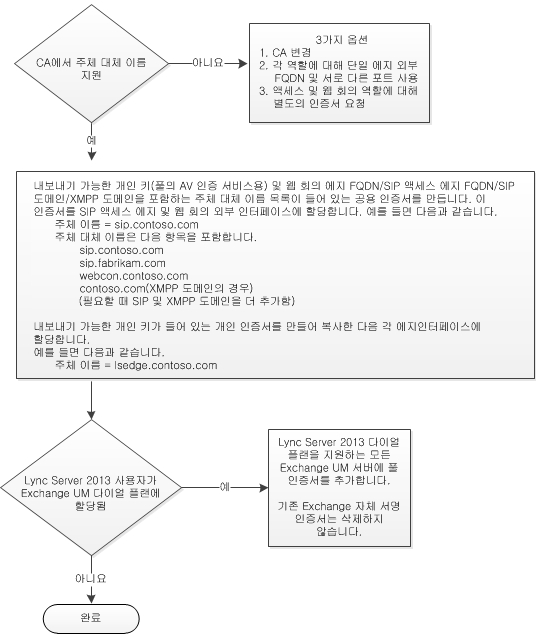 CA에서 주체 대체 이름
지원
아니요
3가지 옵션
1. CA 변경
2. 각 역할에 대해 단일 에지 외부
FQDN 및 서로 다른 포트 사용
3. 액세스 및 웹 회의 역할에 대해
별도의 인증서 요청
예
내보내기 가능한 개인 키(풀의 AV 인증 서비스용) 및 웹 회의 에지 FQDN/SIP 액세스 에지 FQDN/SIP
도메인/XMPP 도메인을 포함하는 주체 대체 이름 목록이 들어 있는 공용 인증서를 만듭니다. 이
인증서를 SIP 액세스 에지 및 웹 회의 외부 인터페이스에 할당합니다. 예를 들면 다음과 같습니다.
주체 이름 = sip.contoso.com
주체 대체 이름은 다음 항목을 포함합니다.
sip.contoso.com
sip.fabrikam.com
webcon.contoso.com
contoso.com(XMPP 도메인의 경우)
(필요할 때 SIP 및 XMPP 도메인을 더 추가함)
내보내기 가능한 개인 키가 들어 있는 개인 인증서를 만들어 복사한 다음 각 에지인터페이스에
할당합니다.
예를 들면 다음과 같습니다.
주체 이름 = lsedge.contoso.com
Lync Server 2013 사용자가
Exchange UM 다이얼 플랜에
할당됨
예
Lync Server 2013 다이얼
플랜을 지원하는 모든
Exchange UM 서버에 풀
인증서를 추가합니다.
기존 Exchange 자체 서명
인증서는 삭제하지
않습니다.
아니요
완료